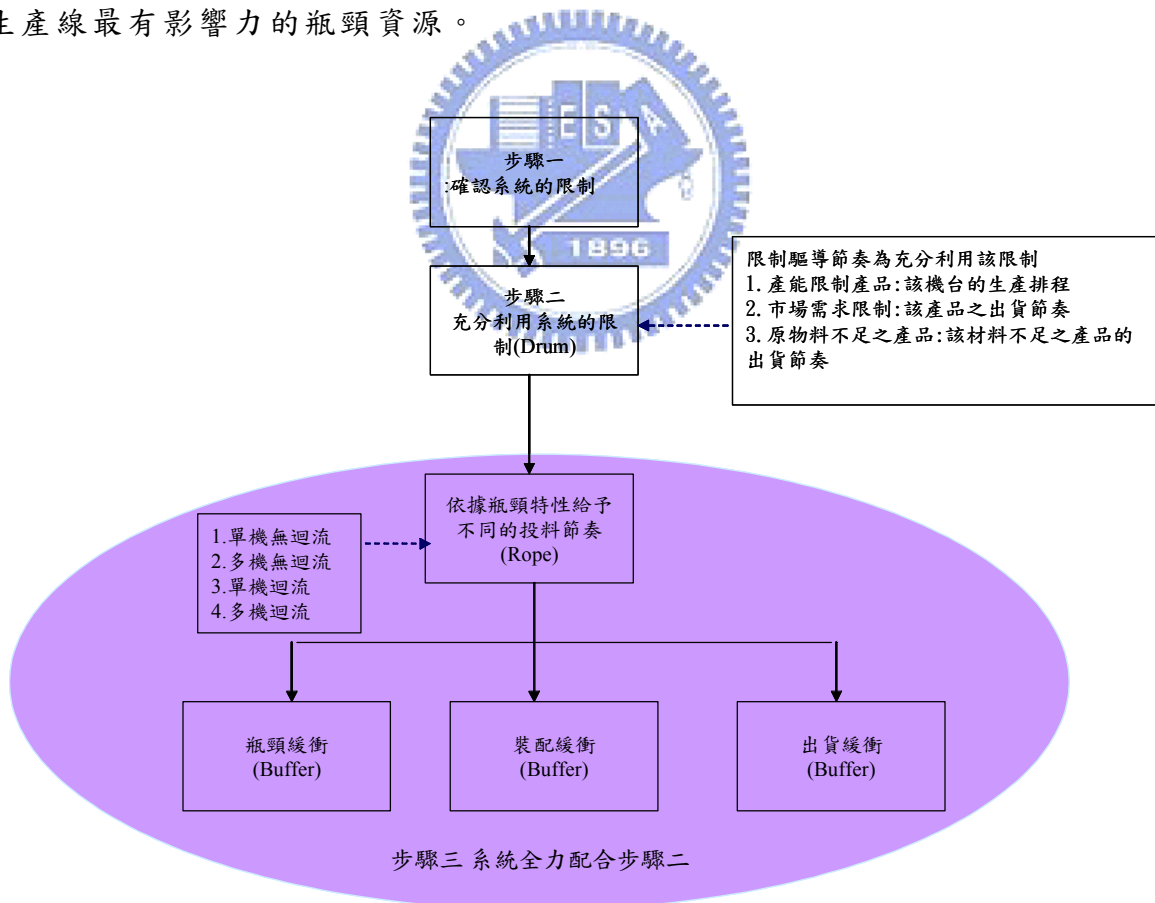 生產線最有影響力的瓶頸資源。
E S A
步驟一
:確認系統的限制
1896
步驟二
充分利用系統的限
制(Drum)
限制驅導節奏為充分利用該限制
1. 產能限制產品:該機台的生產排程
2. 市場需求限制:該產品之出貨節奏
3. 原物料不足之產品:該材料不足之產品的
出貨節奏
依據瓶頸特性給予
不同的投料節奏
(Rope)
1.單機無迴流
2.多機無迴流
3.單機迴流
4.多機迴流
瓶頸緩衝
(Buffer)
裝配緩衝
(Buffer)
出貨緩衝
(Buffer)
步驟三 系統全力配合步驟二